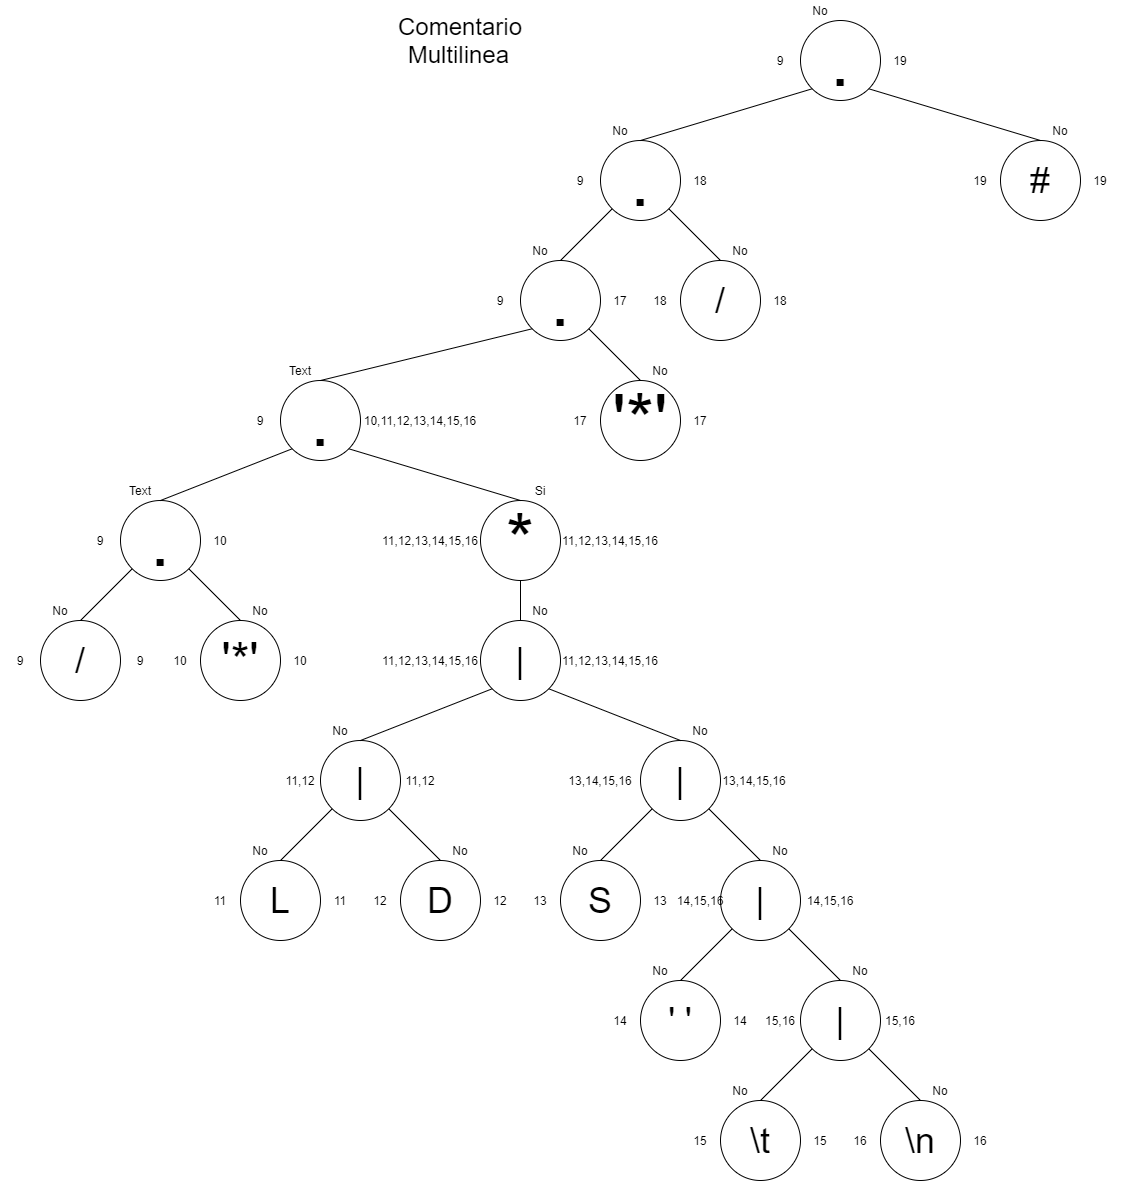 Comentario
Multilinea
No
9 . 19
No No
9 . 18 19 # 19
No No
9 . 17 18 / 18
Text No
9 . 10,11,12,13,14,15,16 17 '*' 17
Text Si
9 . 10 11,12,13,14,15,16 * 11,12,13,14,15,16
No No No
9 / 9 10 '*' 10 11,12,13,14,15,16 | 11,12,13,14,15,16
No No
11,12 | 11,12 13,14,15,16 | 13,14,15,16
No No No No
11 L 11 12 D 12 13 S 13 14,15,16 | 14,15,16
No No
14 ' ' 14 15,16 | 15,16
No No
15 \t 15 16 \n 16